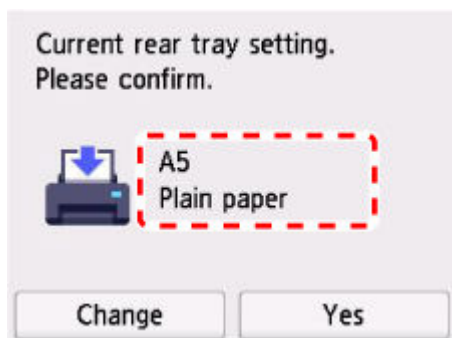 Current rear tray setting.
Please confirm.
A5
Plain paper
Change
Yes